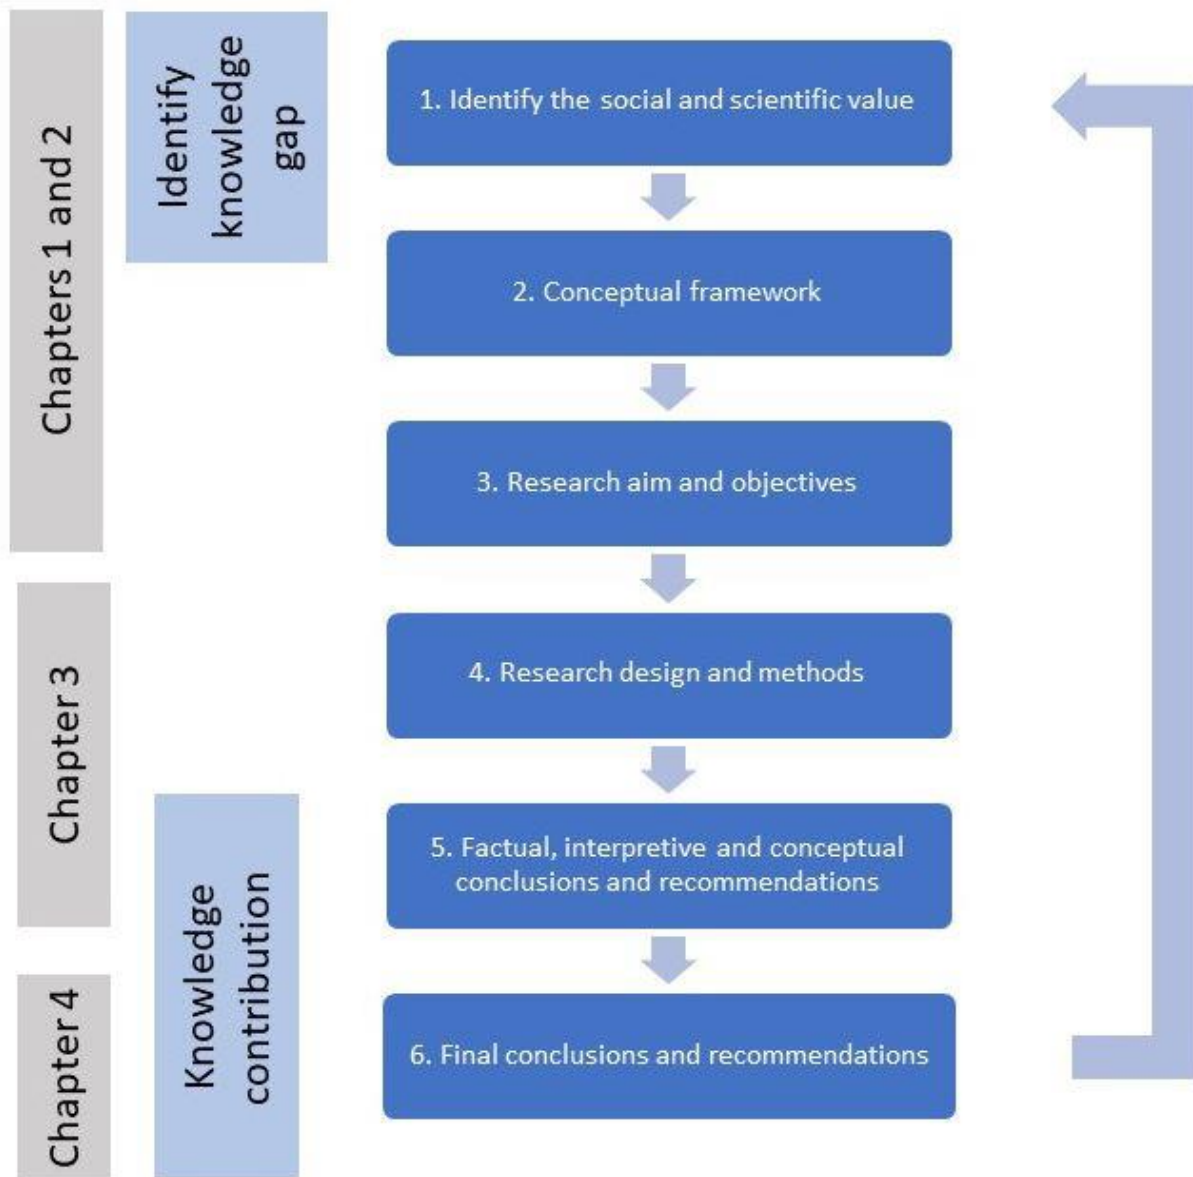 Chapters 1 and 2
Identify
knowledge
gap
1. Identify the social and scientific value
2. Conceptual framework
3. Research aim and objectives
Chapter 3
4. Research design and methods
Knowledge
contribution
5. Factual, interpretive and conceptual
conclusions and recommendations
Chapter 4
6. Final conclusions and recommendations